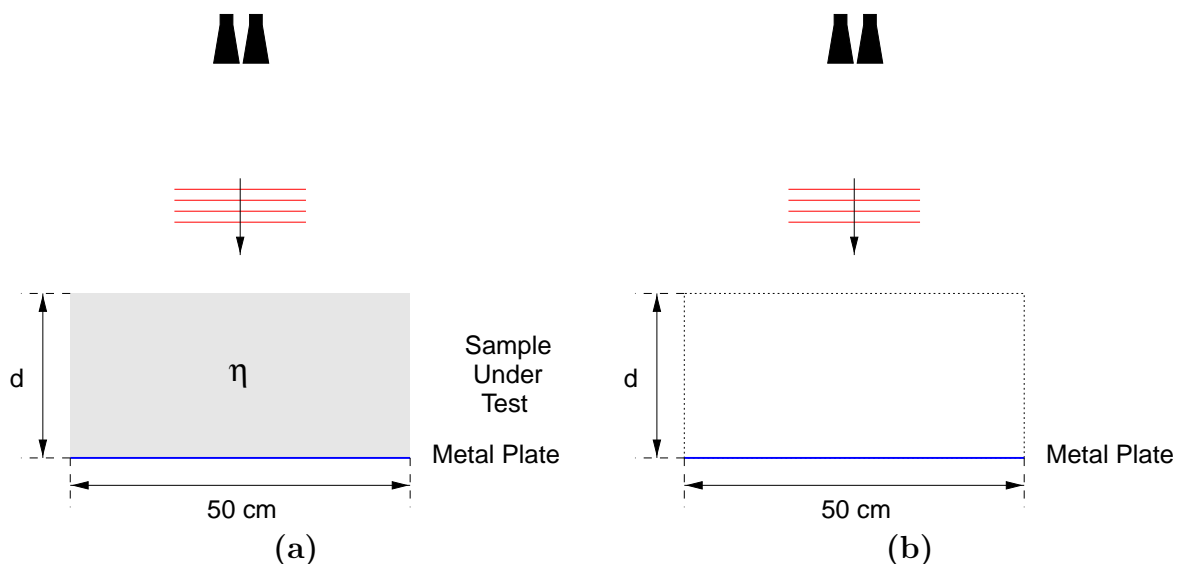 d
η
Sample
Under
Test
Metal Plate
50 cm
(a)
d
Metal Plate
50 cm
(b)